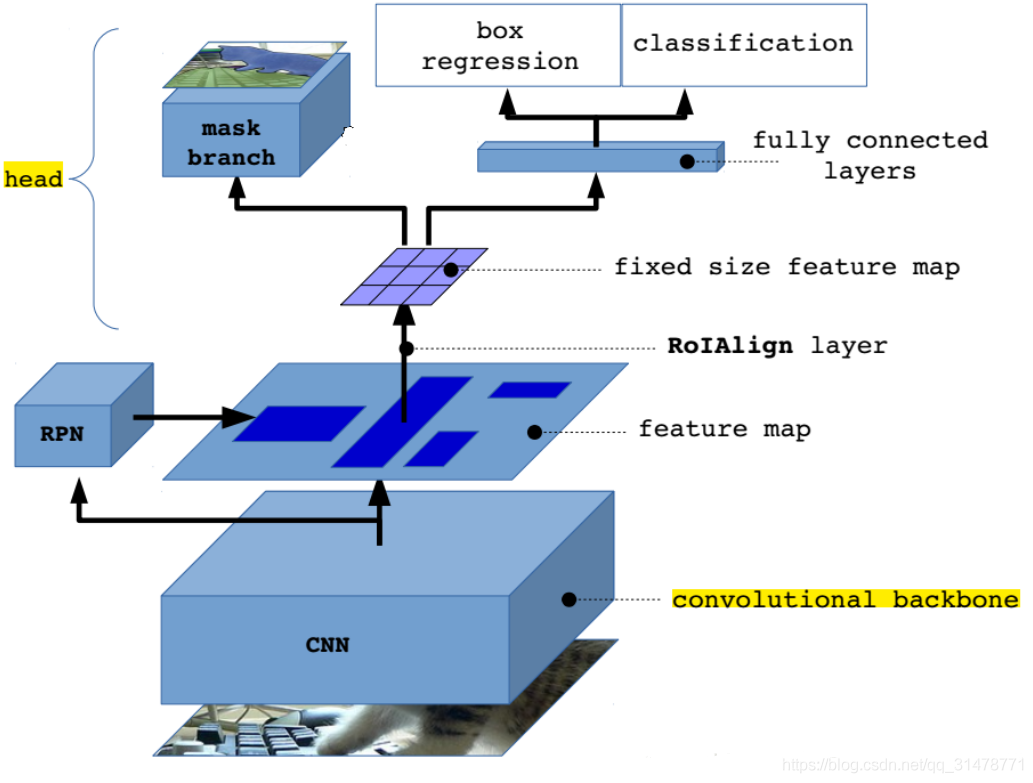 box
regression
classification
mask
branch
fully connected
layers
head
fixed size feature map
RoIAlign layer
RPN
feature map
convolutional backbone
CNN
https://blog.csdn.net/qq_31478771